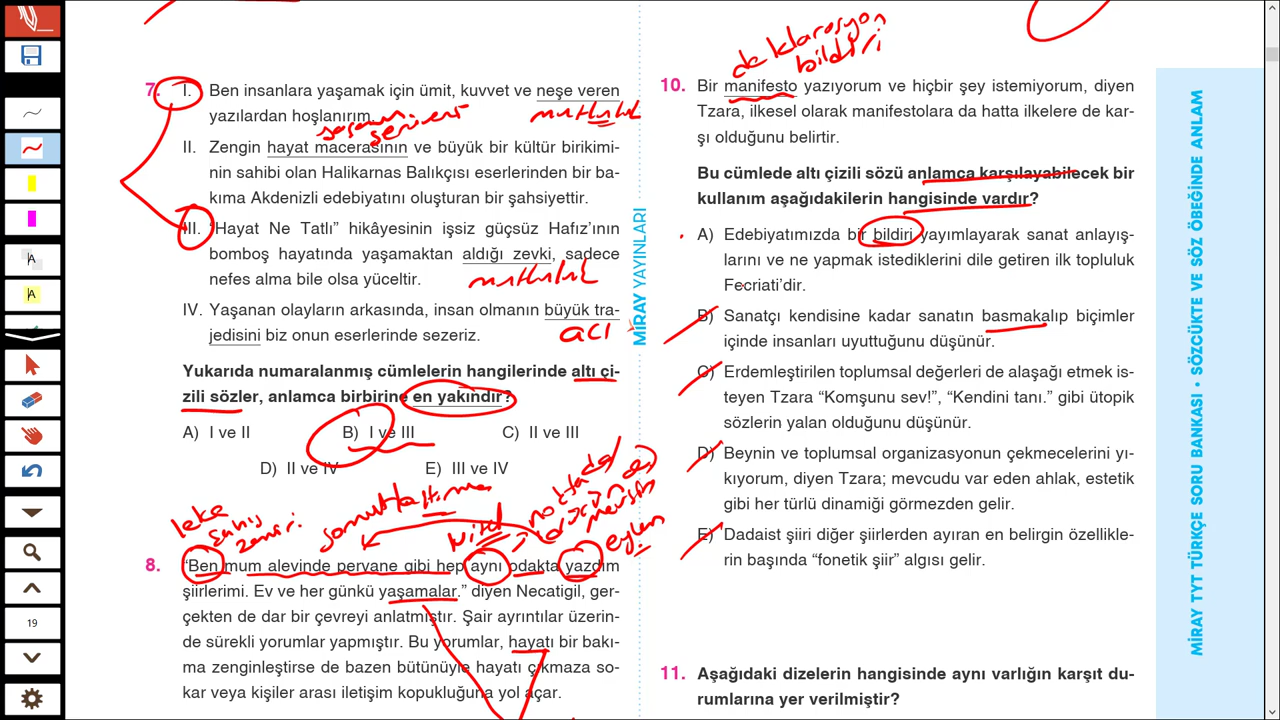 7. I. Ben insanlara yaşamak için ümit, kuvvet ve neşe veren
yazılardan hoşlanırım.
mutluluk
II. Zengin hayat macerasının ve büyük bir kültür birikimi-
nin sahibi olan Halikarnas Balıkçısı eserlerinden bir ba-
kıma Akdenizli edebiyatını oluşturan bir şahsiyettir.
III. "Hayat Ne Tatlı" hikâyesinin işsiz güçsüz Hafız'ının
bomboş hayatında yaşamaktan aldığı zevki, sadece
nefes alma bile olsa yüceltir.
mutluluk
IV. Yaşanan olayların arkasında, insan olmanın büyük tra-
jedisini biz onun eserlerinde sezeriz.
acı
Yukarıda numaralanmış cümlelerin hangilerinde altı çi-
zili sözler, anlamca birbirine en yakındır?
A) I ve II B) I ve III C) II ve III
D) II ve IV E) III ve IV
somutlaştırma
leke
şahıs
zamiri
eylem
8. "Ben mum alevinde pervane gibi hep aynı odakta yazdım
şiirlerimi. Ev ve her günkü yaşamalar." diyen Necatigil, ger-
çekten de dar bir çevreyi anlatmıştır. Şair ayrıntılar üzerin-
de sürekli yorumlar yapmıştır. Bu yorumlar, hayatı bir bakı-
ma zenginleştirse de bazen bütünüyle hayatı çıkmaza so-
kar veya kişiler arası iletişim kopukluğuna yol açar.
MİRAY YAYINLARI
deklarasyon
bildiri
10. Bir manifesto yazıyorum ve hiçbir şey istemiyorum, diyen
Tzara, ilkesel olarak manifestolara da hatta ilkelere de kar-
şı olduğunu belirtir.
Bu cümlede altı çizili sözü anlamca karşılayabilecek bir
kullanım aşağıdakilerin hangisinde vardır?
A) Edebiyatımızda bir bildiri yayımlayarak sanat anlayış-
larını ve ne yapmak istediklerini dile getiren ilk topluluk
Fecriati'dir.
B) Sanatçı kendisine kadar sanatın basmakalıp biçimler
içinde insanları uyuttuğunu düşünür.
C) Erdemleştirilen toplumsal değerleri de alaşağı etmek is-
teyen Tzara "Komşunu sev!", "Kendini tanı." gibi ütopik
sözlerin yalan olduğunu düşünür.
D) Beynin ve toplumsal organizasyonun çekmecelerini yı-
kıyorum, diyen Tzara; mevcudu var eden ahlak, estetik
gibi her türlü dinamiği görmezden gelir.
E) Dadaist şiiri diğer şiirlerden ayıran en belirgin özellikle-
rin başında "fonetik şiir" algısı gelir.
11. Aşağıdaki dizelerin hangisinde aynı varlığın karşıt du-
rumlarına yer verilmiştir?
MİRAY TYT TÜRKÇE SORU BANKASI • SÖZCÜKTE VE SÖZ ÖBEĞİNDE ANLAM
A
A
19